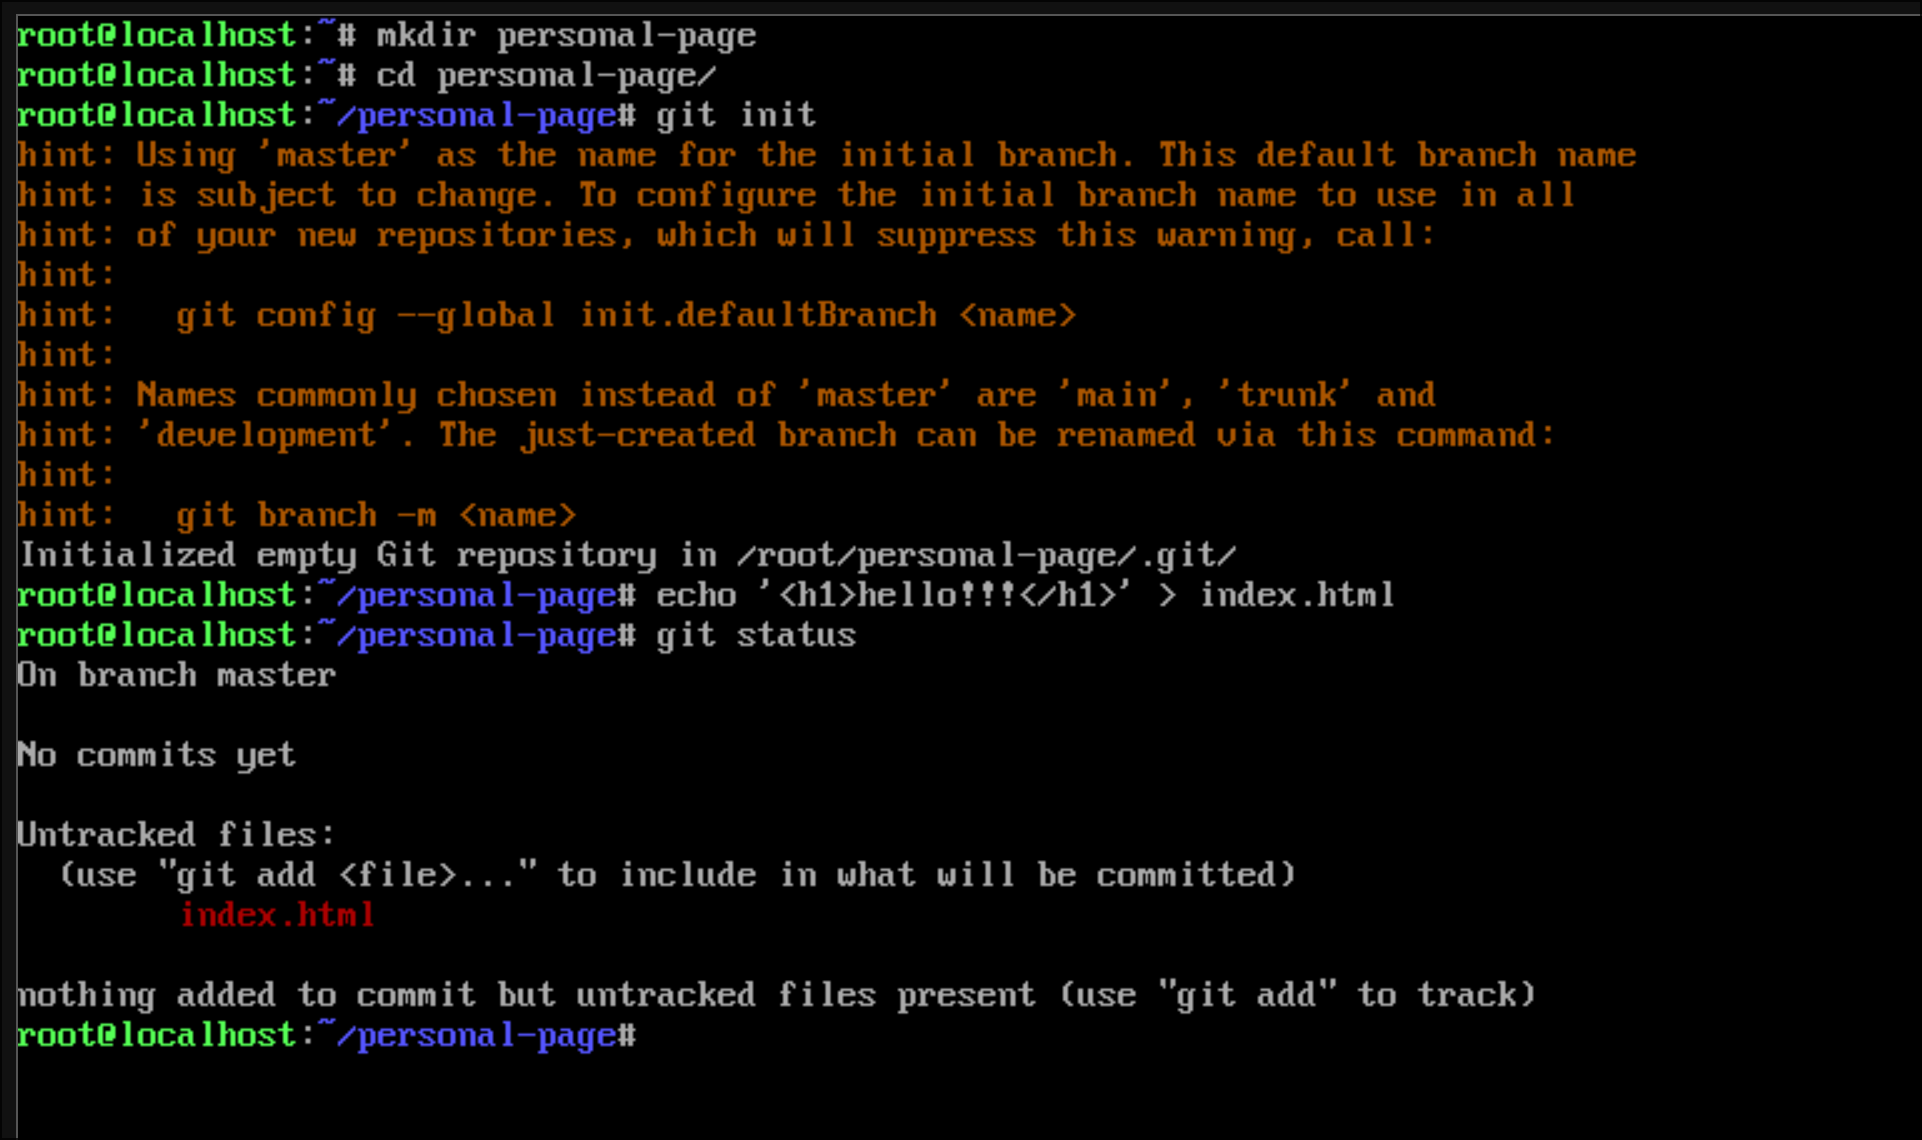 root@localhost:~# mkdir personal-page
root@localhost:~# cd personal-page/
root@localhost:~/personal-page# git init
hint: Using 'master' as the name for the initial branch. This default branch name
hint: is subject to change. To configure the initial branch name to use in all
hint: of your new repositories, which will suppress this warning, call:
hint:
hint:   git config --global init.defaultBranch <name>
hint:
hint: Names commonly chosen instead of 'master' are 'main', 'trunk' and
hint: 'development'. The just-created branch can be renamed via this command:
hint:
hint:   git branch -m <name>
Initialized empty Git repository in /root/personal-page/.git/
root@localhost:~/personal-page# echo '<h1>hello!!!</h1>' > index.html
root@localhost:~/personal-page# git status
On branch master

No commits yet

Untracked files:
  (use "git add <file>..." to include in what will be committed)
        index.html

nothing added to commit but untracked files present (use "git add" to track)
root@localhost:~/personal-page#